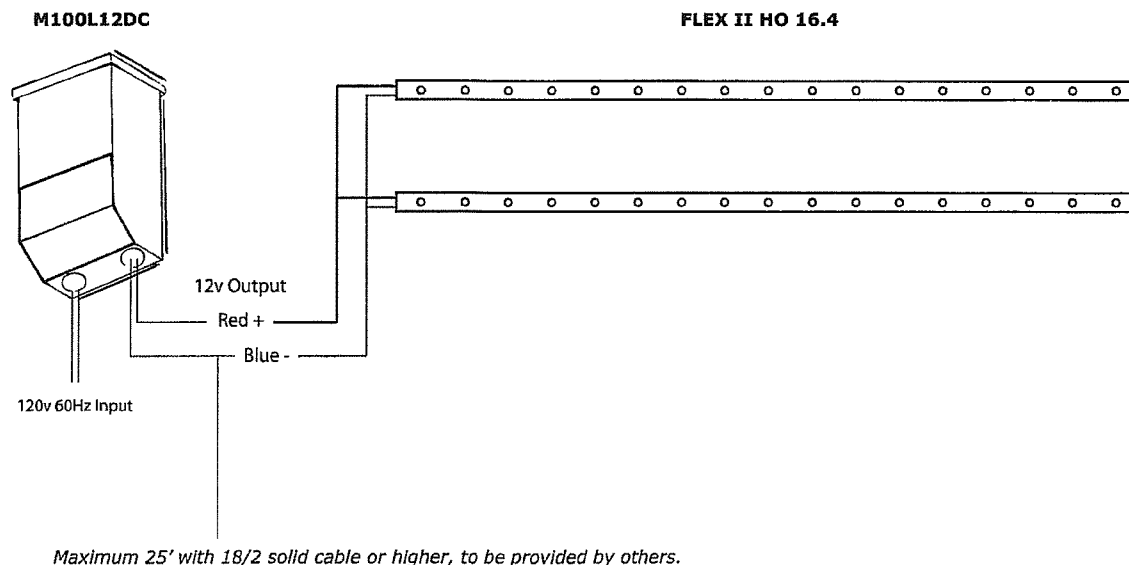 M100L12DC
FLEX II HO 16.4
12v Output
Red +
Blue -
120v 60Hz Input
Maximum 25' with 18/2 solid cable or higher, to be provided by others.